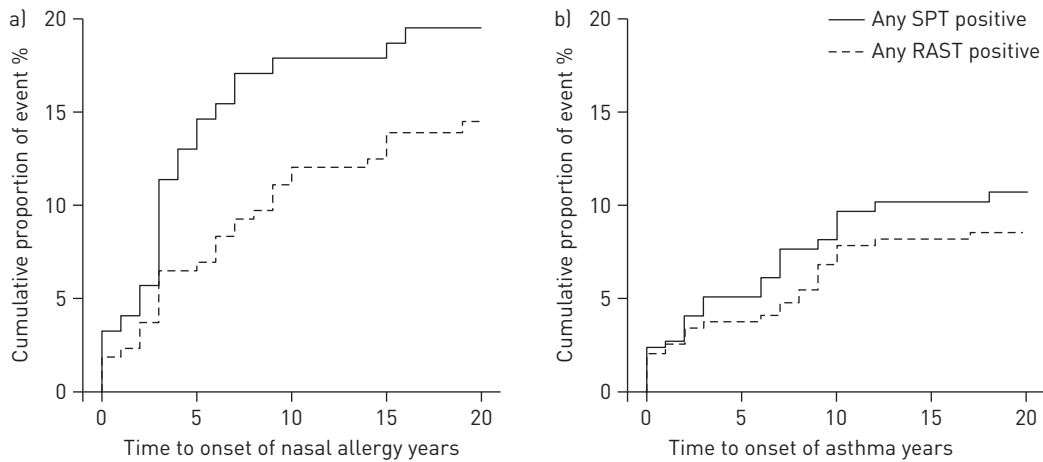 a)
Cumulative proportion of event %
20
15
10
5
0
0 5 10 15 20
Time to onset of nasal allergy years
b)
Any SPT positive
Any RAST positive
Cumulative proportion of event %
20
15
10
5
0
0 5 10 15 20
Time to onset of asthma years